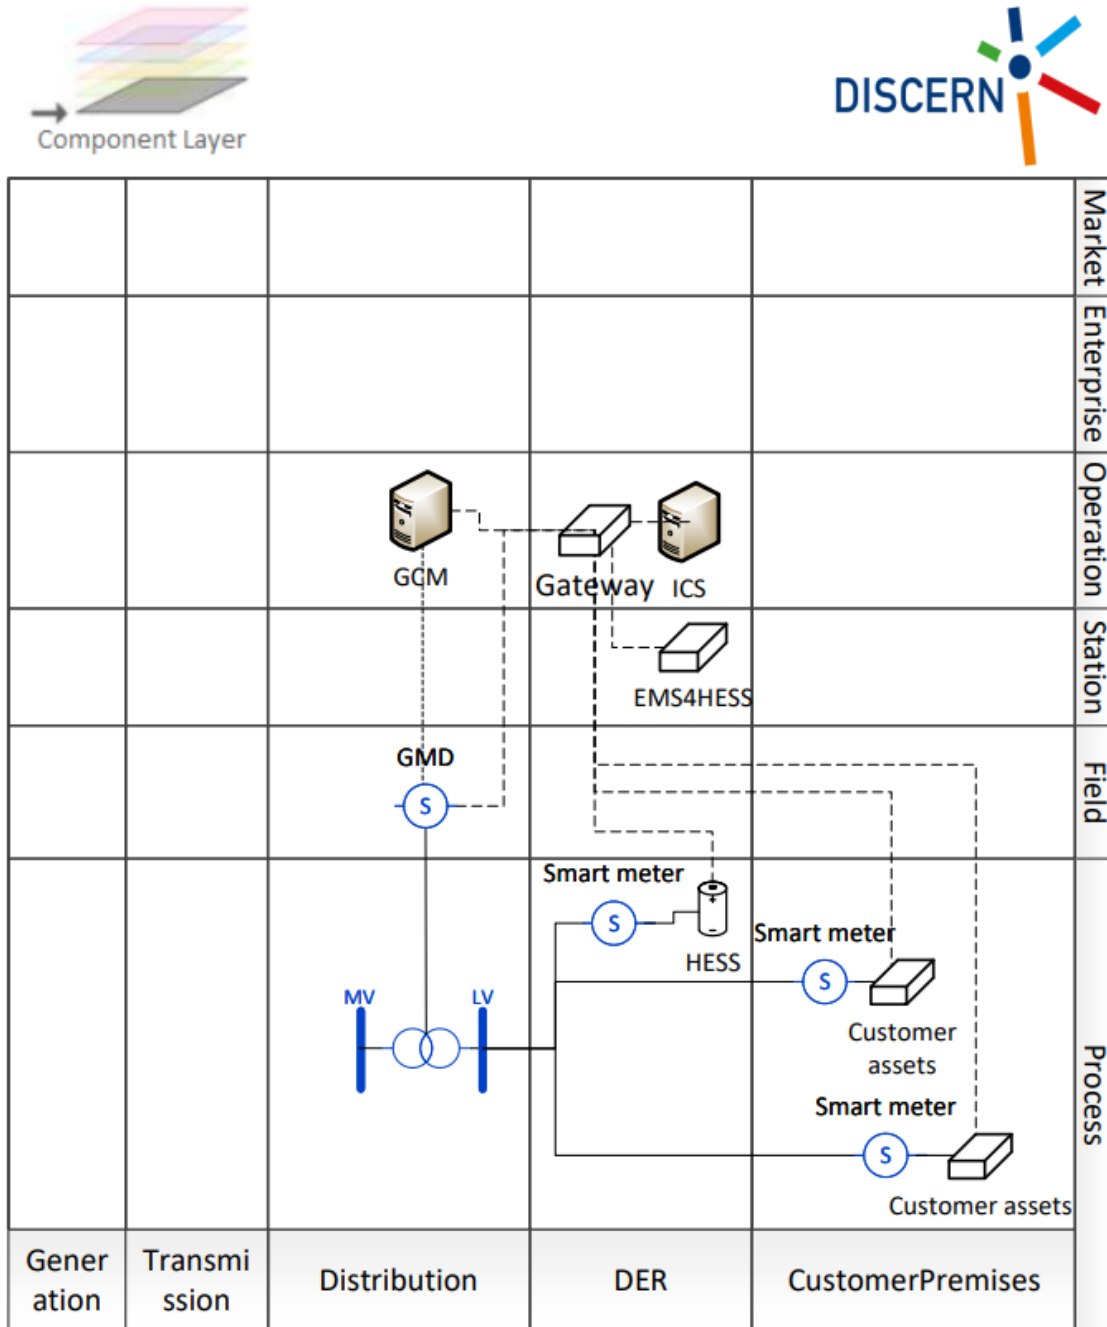 Component Layer
DISCERN
Market
Enterprise
Operation
GCM
Gateway
ICS
Station
EMS4HESS
Field
GMD
S
Smart meter
S
HESS
Smart meter
S
Customer
assets
MV
LV
Process
Smart meter
S
Customer assets
Gener
ation
Transmi
ssion
Distribution
DER
CustomerPremises